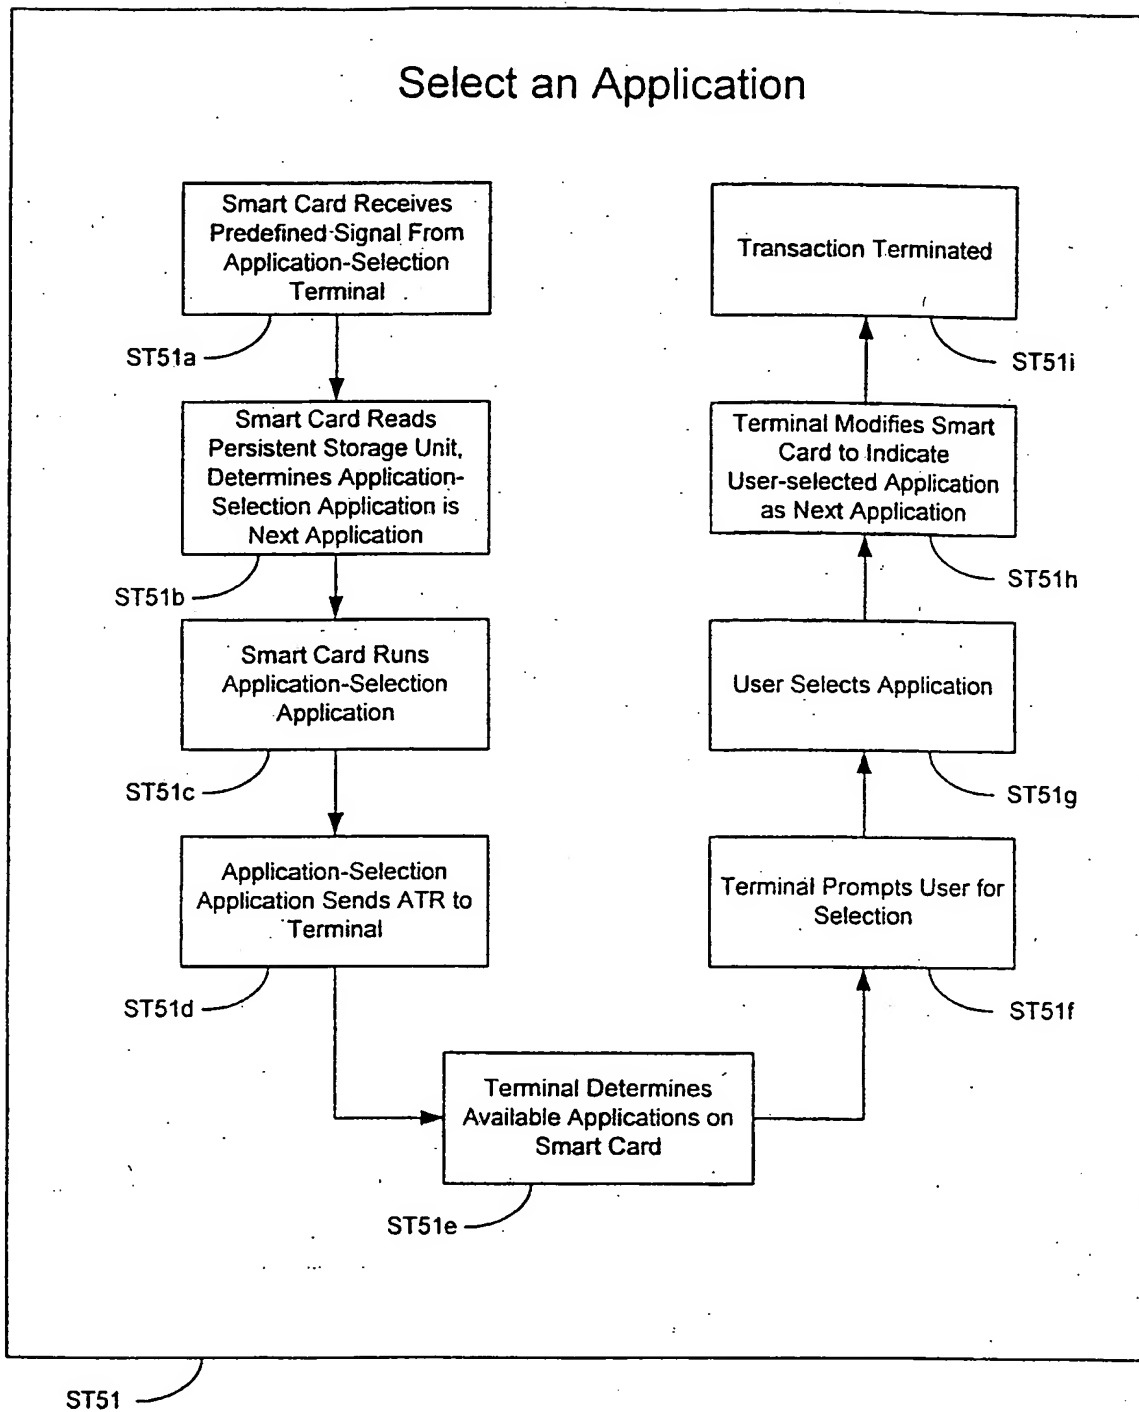 Select an Application
Smart Card Receives
Predefined Signal From
Application-Selection
Terminal
ST51a
Smart Card Reads
Persistent Storage Unit,
Determines Application-
Selection Application is
Next Application
ST51b
Smart Card Runs
Application-Selection
Application
ST51c
Application-Selection
Application Sends ATR to
Terminal
ST51d
Terminal Determines
Available Applications on
Smart Card
ST51e
Terminal Prompts User for
Selection
ST51f
User Selects Application
ST51g
Terminal Modifies Smart
Card to Indicate
User-selected Application
as Next Application
ST51h
Transaction Terminated
ST51i
ST51